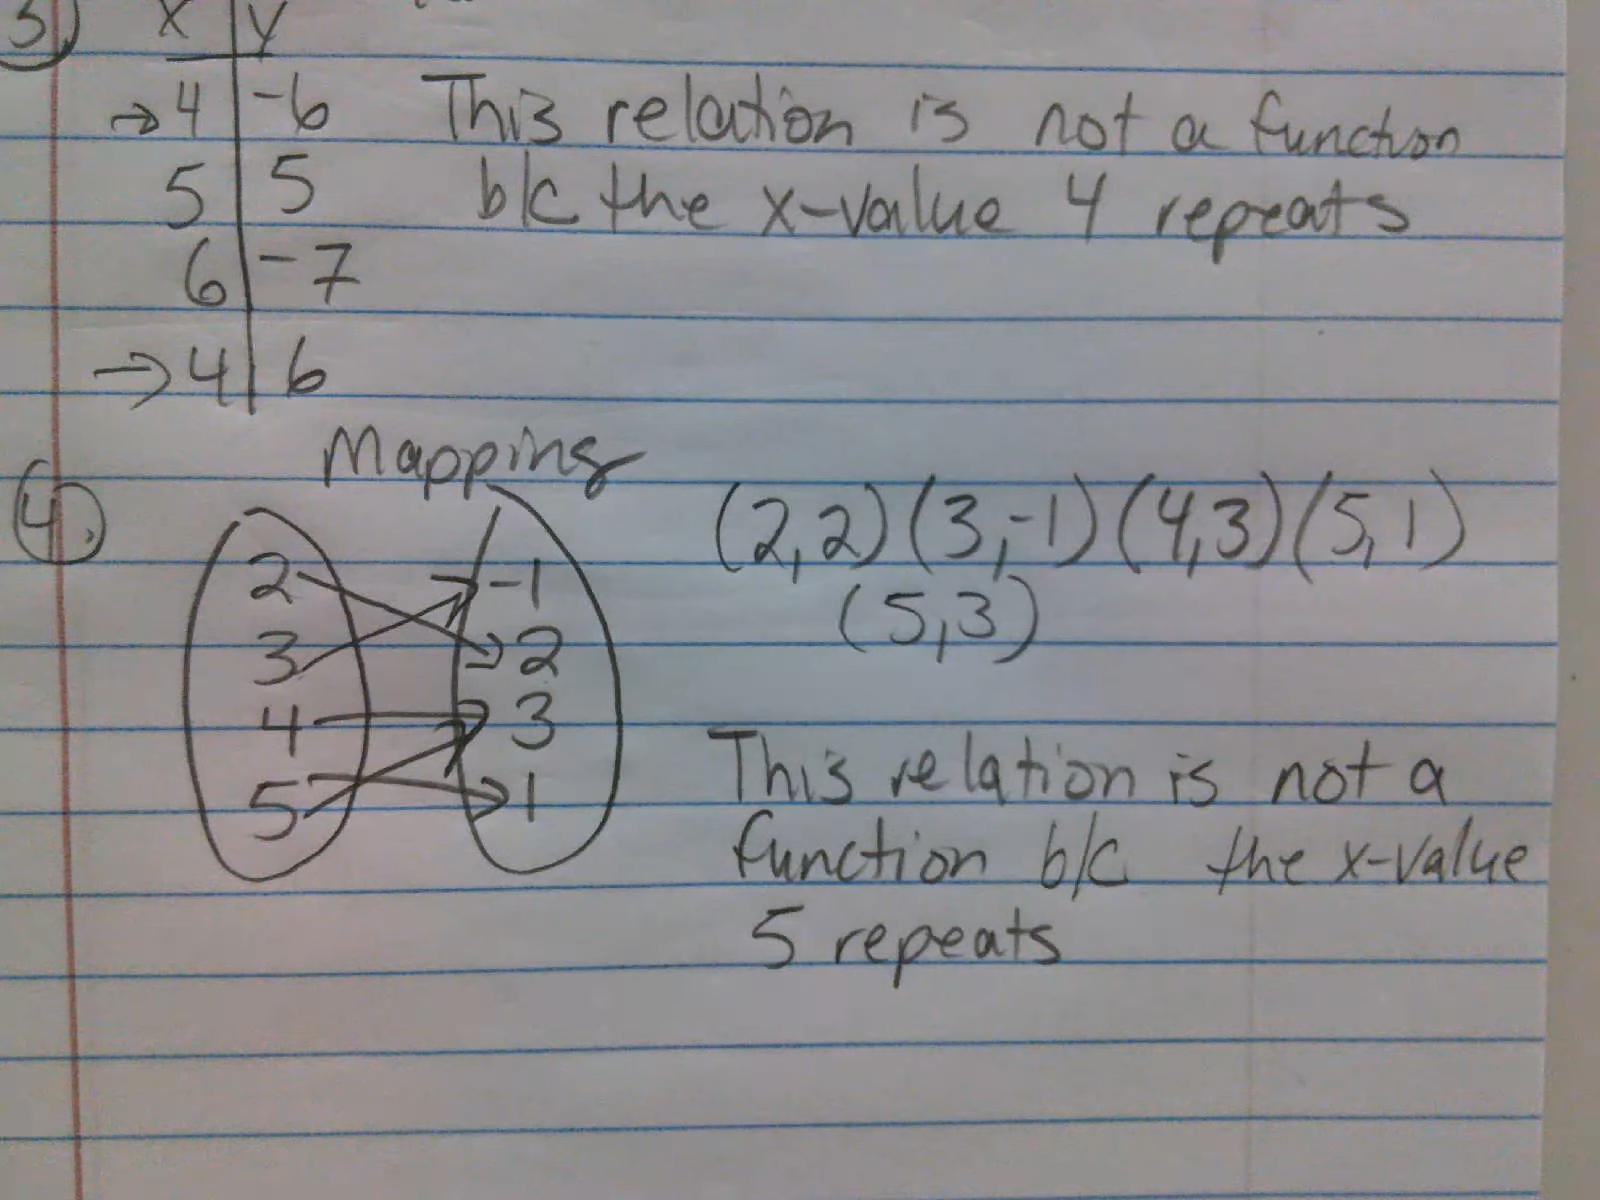 3.) x y
→4 -6 This relation is not a function
5 5 b/c the x-value 4 repeats
6 -7
→4 6
Mapping
4. (2,2) (3,-1) (4,3) (5,1)
2 -1 (5,3)
3 2
4 3 This relation is not a
5 1 function b/c the x-value
5 repeats